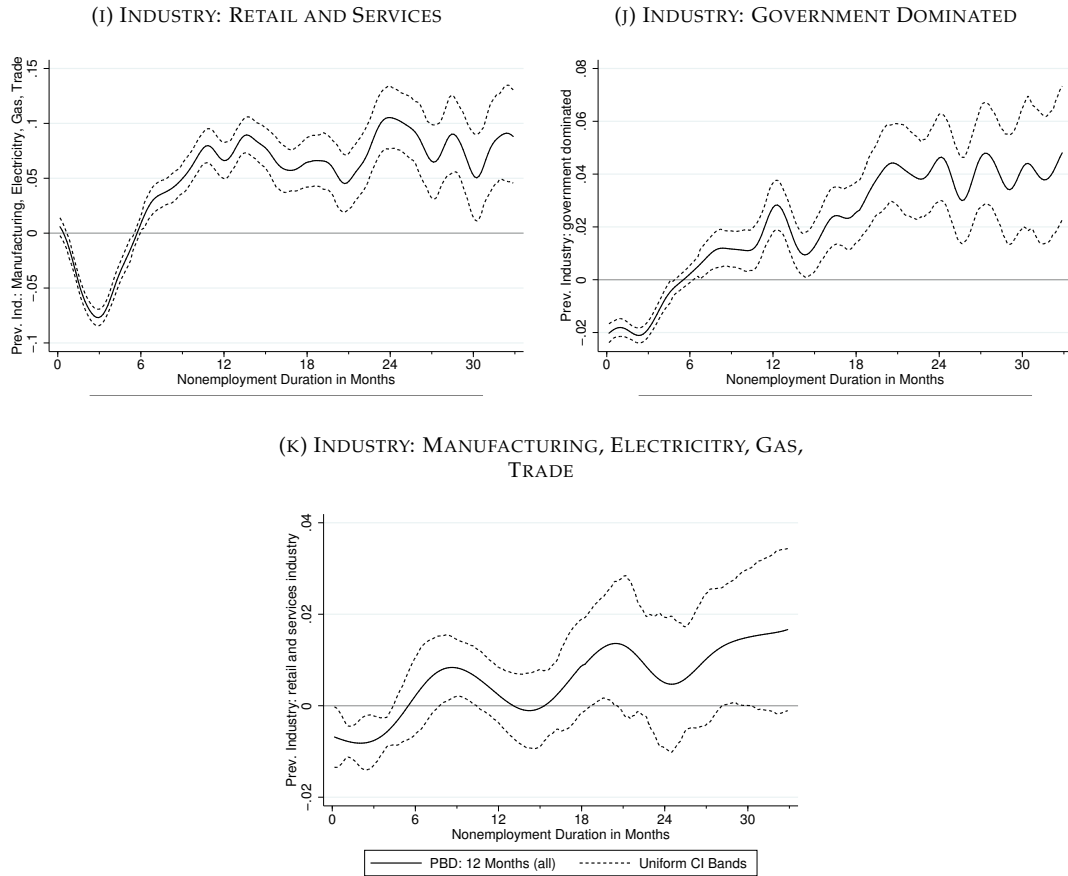 (I) INDUSTRY: RETAIL AND SERVICES
Prev. Ind.: Manufacturing, Electricitry, Gas, Trade
.15
.1
.05
0
-.05
-.1
0 6 12 18 24 30
Nonemployment Duration in Months
(J) INDUSTRY: GOVERNMENT DOMINATED
Prev. Industry: government dominated
.08
.06
.04
.02
0
-.02
0 6 12 18 24 30
Nonemployment Duration in Months
(K) INDUSTRY: MANUFACTURING, ELECTRICITRY, GAS,
TRADE
Prev. Industry: retail and services industry
.04
.02
0
-.02
0 6 12 18 24 30
Nonemployment Duration in Months
PBD: 12 Months (all) Uniform CI Bands